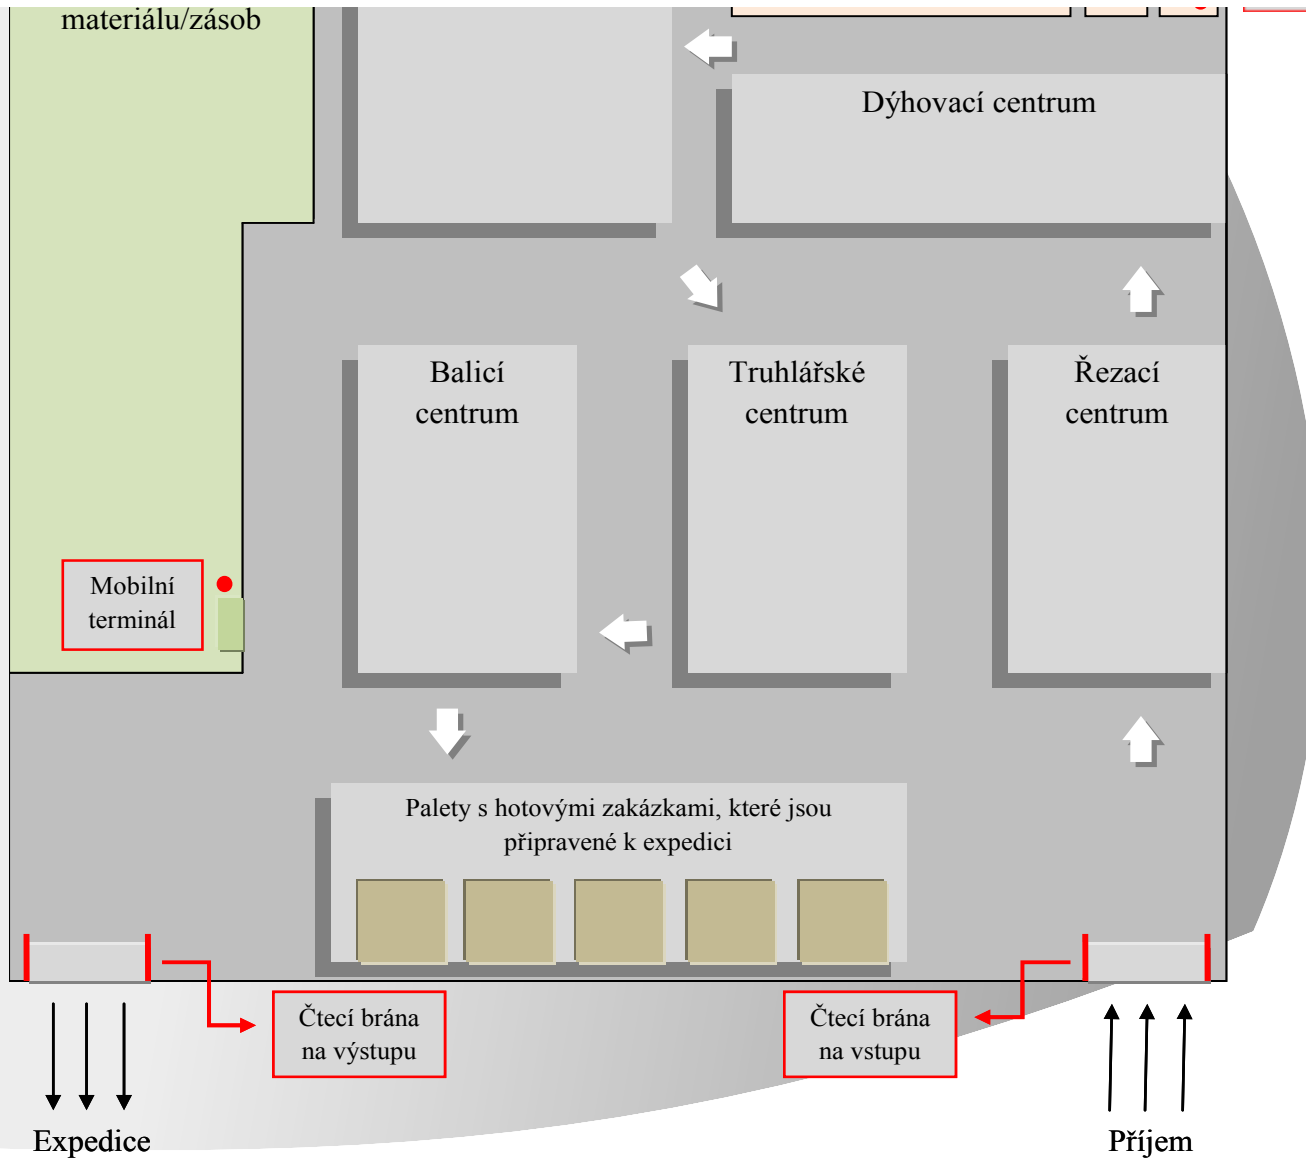 materiálu/zásob
Dýhovací centrum
Balicí
centrum
Truhlářské
centrum
Řezací
centrum
Mobilní
terminál
Palety s hotovými zakázkami, které jsou
připravené k expedici
Čtecí brána
na výstupu
Čtecí brána
na vstupu
Expedice
Příjem